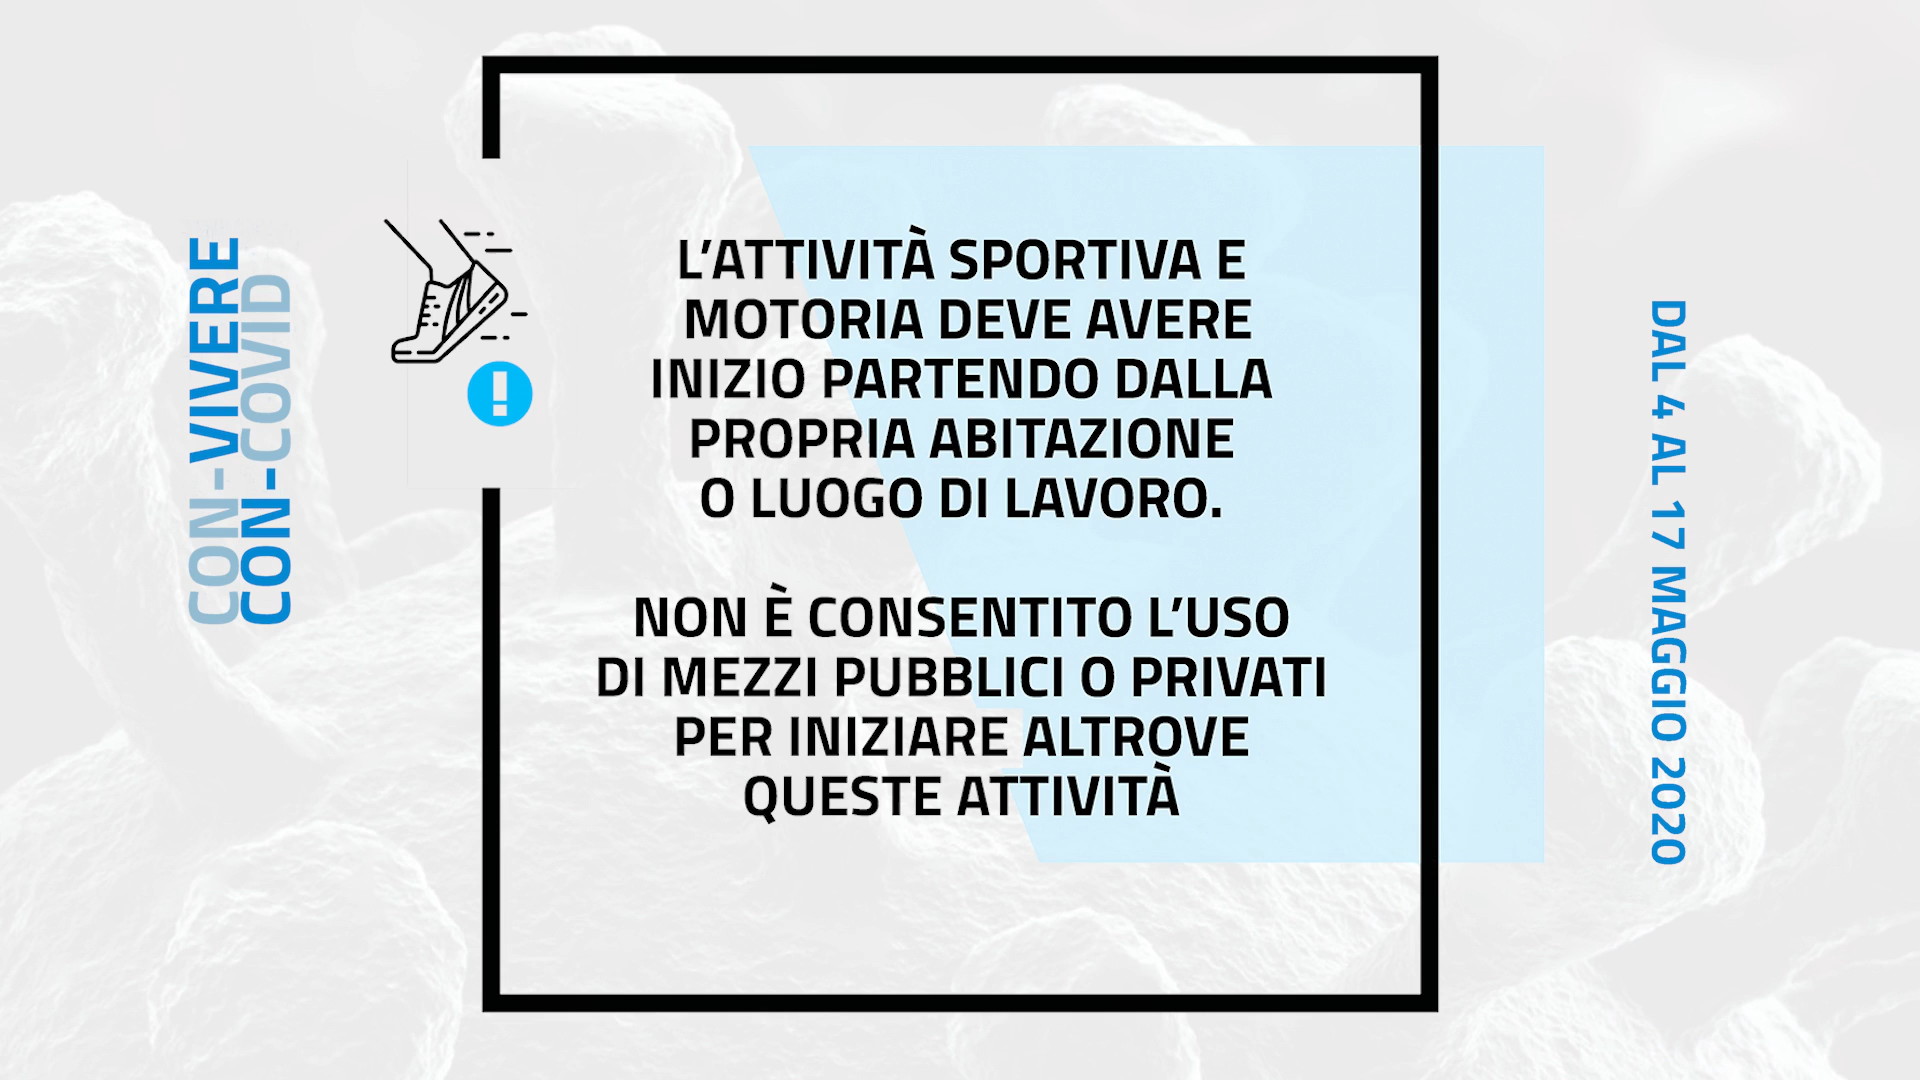 CON-VIVERE
CON-COVID
L'ATTIVITÀ SPORTIVA E
MOTORIA DEVE AVERE
INIZIO PARTENDO DALLA
PROPRIA ABITAZIONE
O LUOGO DI LAVORO.
NON È CONSENTITO L'USO
DI MEZZI PUBBLICI O PRIVATI
PER INIZIARE ALTROVE
QUESTE ATTIVITÀ
DAL 4 AL 17 MAGGIO 2020